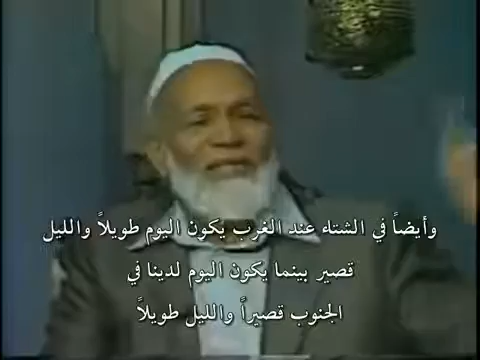 وأيضاً في الشتاء عند الغرب يكون اليوم طويلاً والليل
قصير بينما يكون اليوم لدينا في
الجنوب قصيراً والليل طويلاً